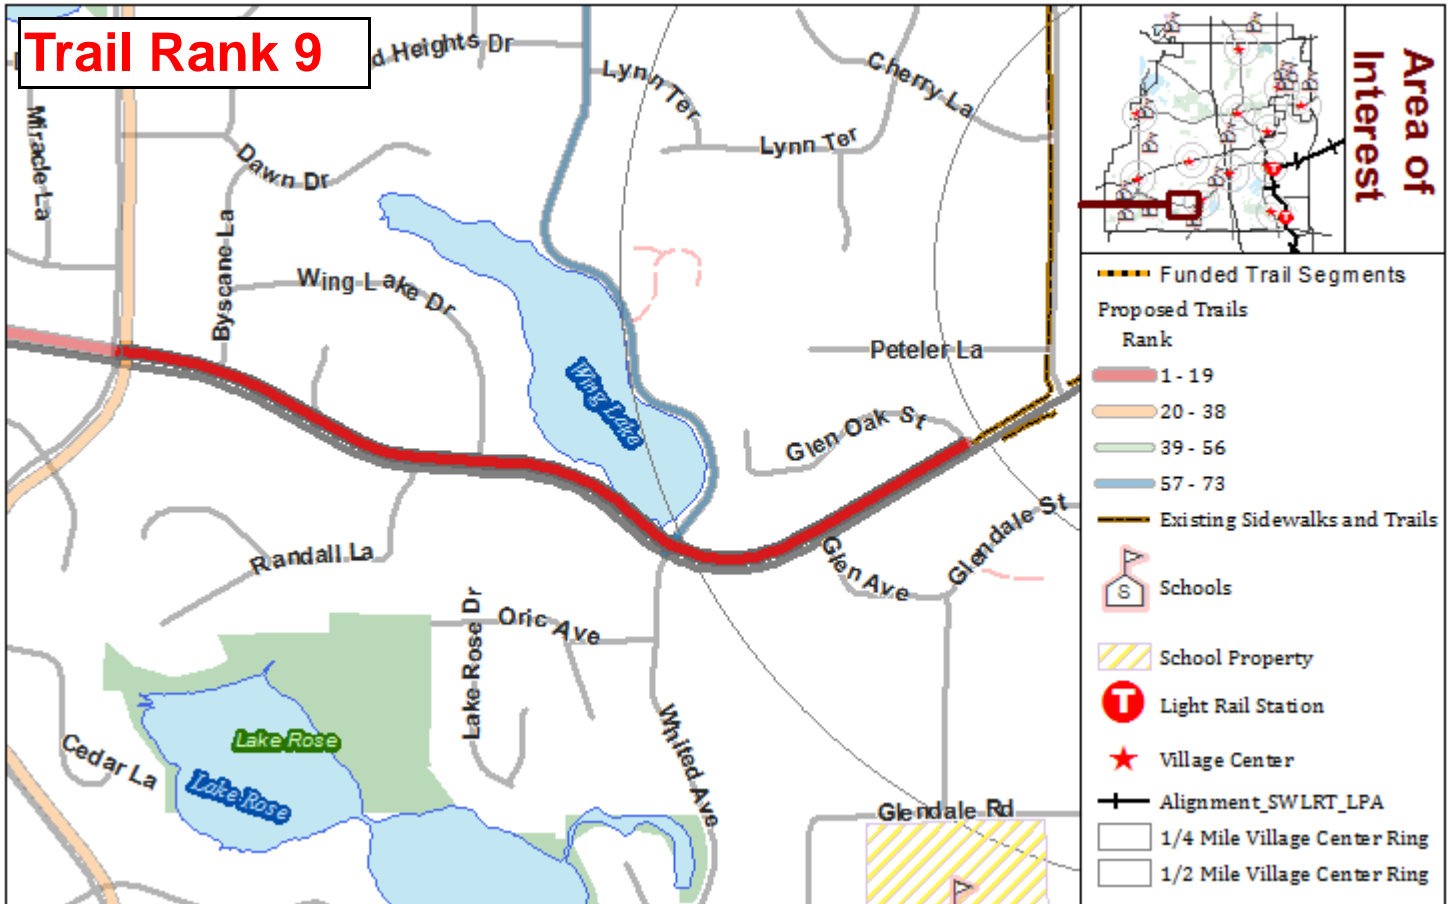 Trail Rank 9
d Heights Dr
Lynn Ter
Cherry La
Miracle La
Dawn Dr
Lynn Ter
Byscane La
Wing Lake Dr
Wing Lake
Peteler La
Glen Oak St
Randall La
Glen Ave
Glendale St
Lake Rose Dr
Oric Ave
Lake Rose
Lake Rose
Cedar La
Whited Ave
Glendale Rd
Area of
Interest
T
T
Funded Trail Segments
Proposed Trails
Rank
1 - 19
20 - 38
39 - 56
57 - 73
Existing Sidewalks and Trails
S
Schools
School Property
T
Light Rail Station
Village Center
Alignment_SWLRT_LPA
1/4 Mile Village Center Ring
1/2 Mile Village Center Ring